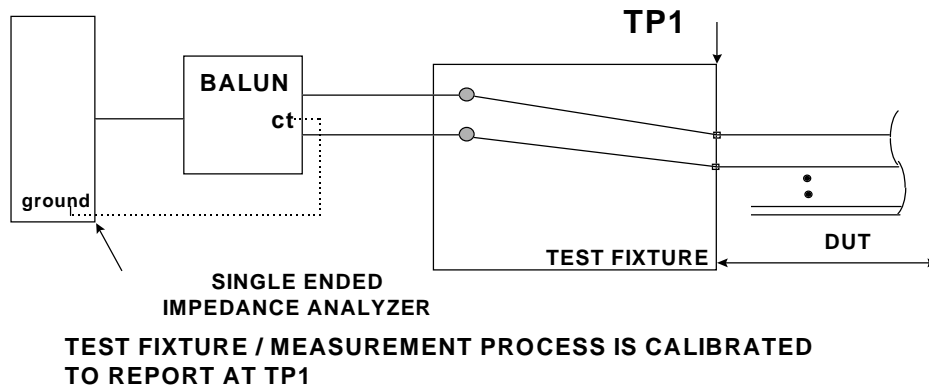 TP1
BALUN
ct
ground
TEST FIXTURE
DUT
SINGLE ENDED
IMPEDANCE ANALYZER
TEST FIXTURE / MEASUREMENT PROCESS IS CALIBRATED
TO REPORT AT TP1